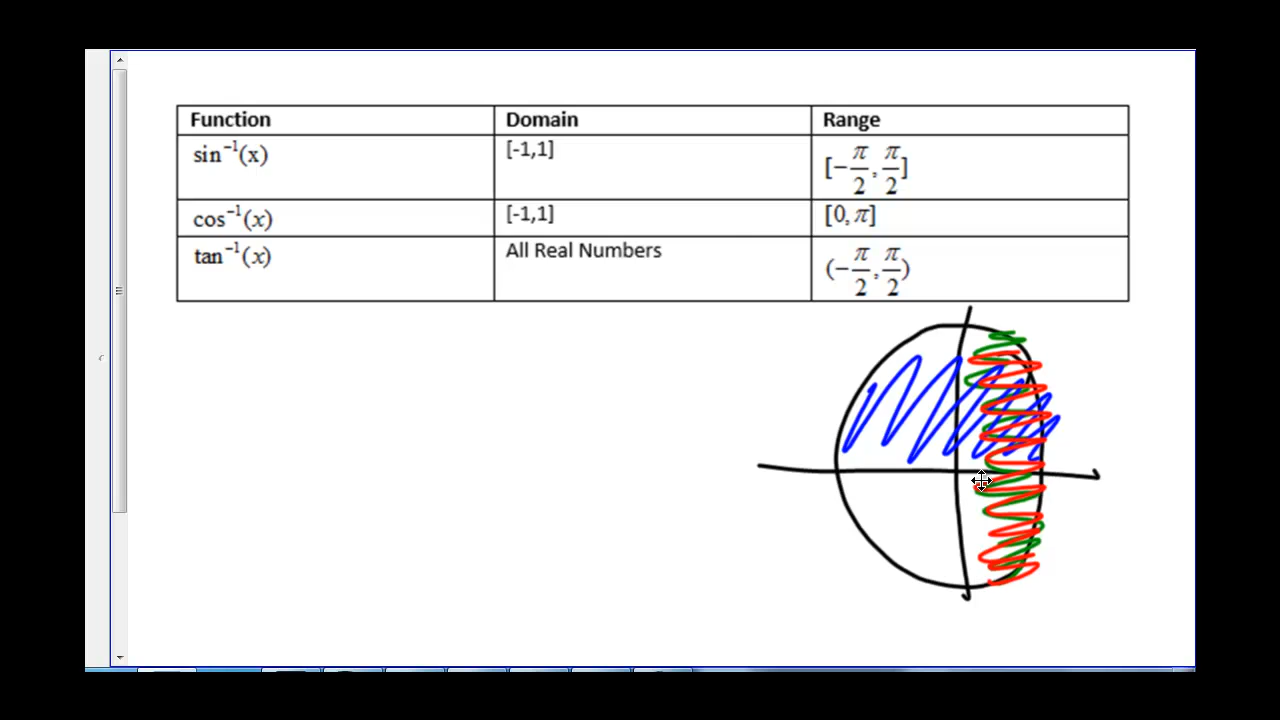 Function Domain Range
sin⁻¹(x) [-1,1] [−π/2, π/2]
cos⁻¹(x) [-1,1] [0, π]
tan⁻¹(x) All Real Numbers (−π/2, π/2)